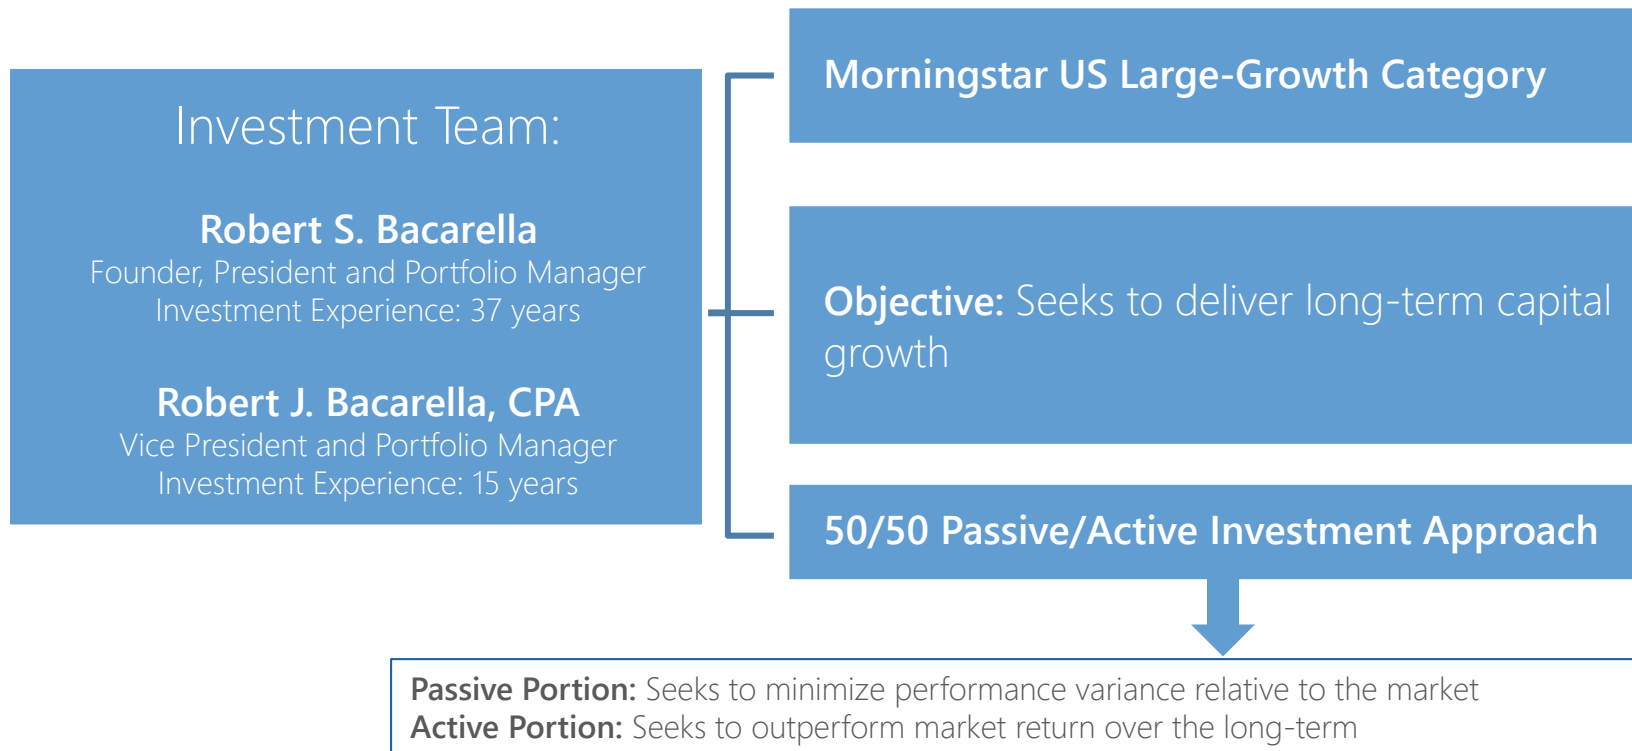 Investment Team:
Robert S. Bacarella
Founder, President and Portfolio Manager
Investment Experience: 37 years
Robert J. Bacarella, CPA
Vice President and Portfolio Manager
Investment Experience: 15 years
Morningstar US Large-Growth Category
Objective: Seeks to deliver long-term capital
growth
50/50 Passive/Active Investment Approach
Passive Portion: Seeks to minimize performance variance relative to the market
Active Portion: Seeks to outperform market return over the long-term